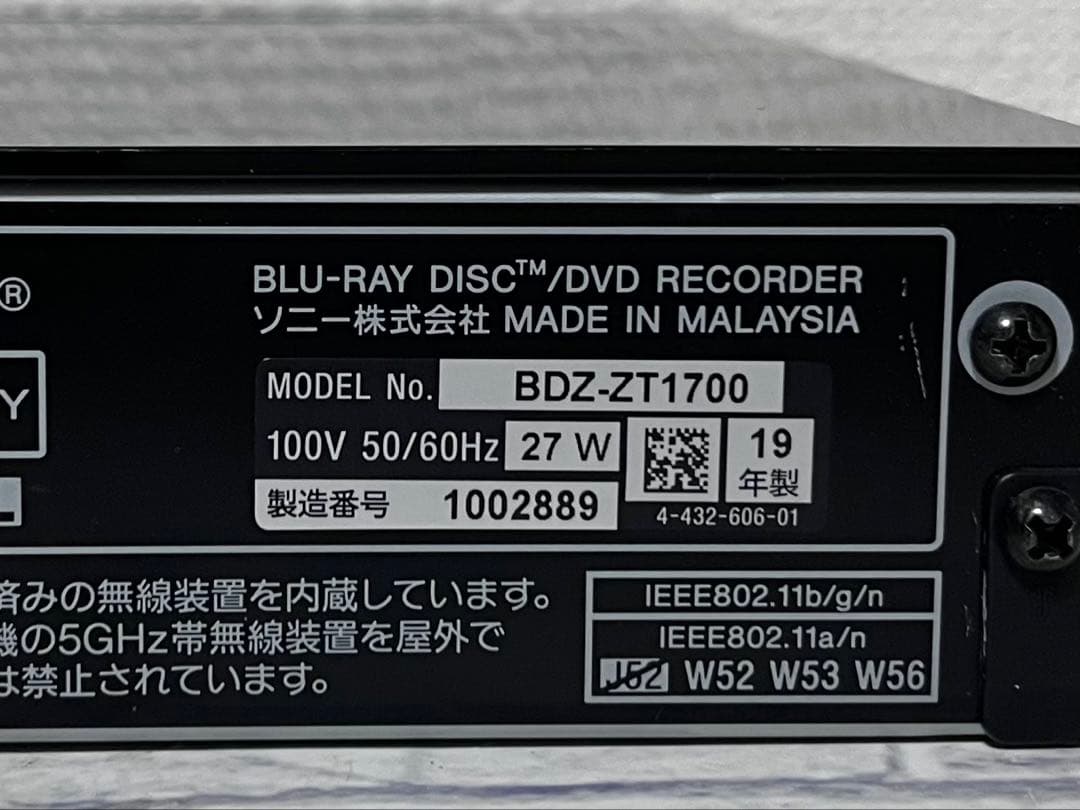 BLU-RAY DISC™/DVD RECORDER
®
ソニー株式会社 MADE IN MALAYSIA
MODEL No. BDZ-ZT1700
Y
100V 50/60Hz 27 W
19
年製
製造番号 1002889
4-432-606-01
済みの無線装置を内蔵しています。
機の5GHz帯無線装置を屋外で
は禁止されています。
IEEE802.11b/g/n
IEEE802.11a/n
J52 W52 W53 W56